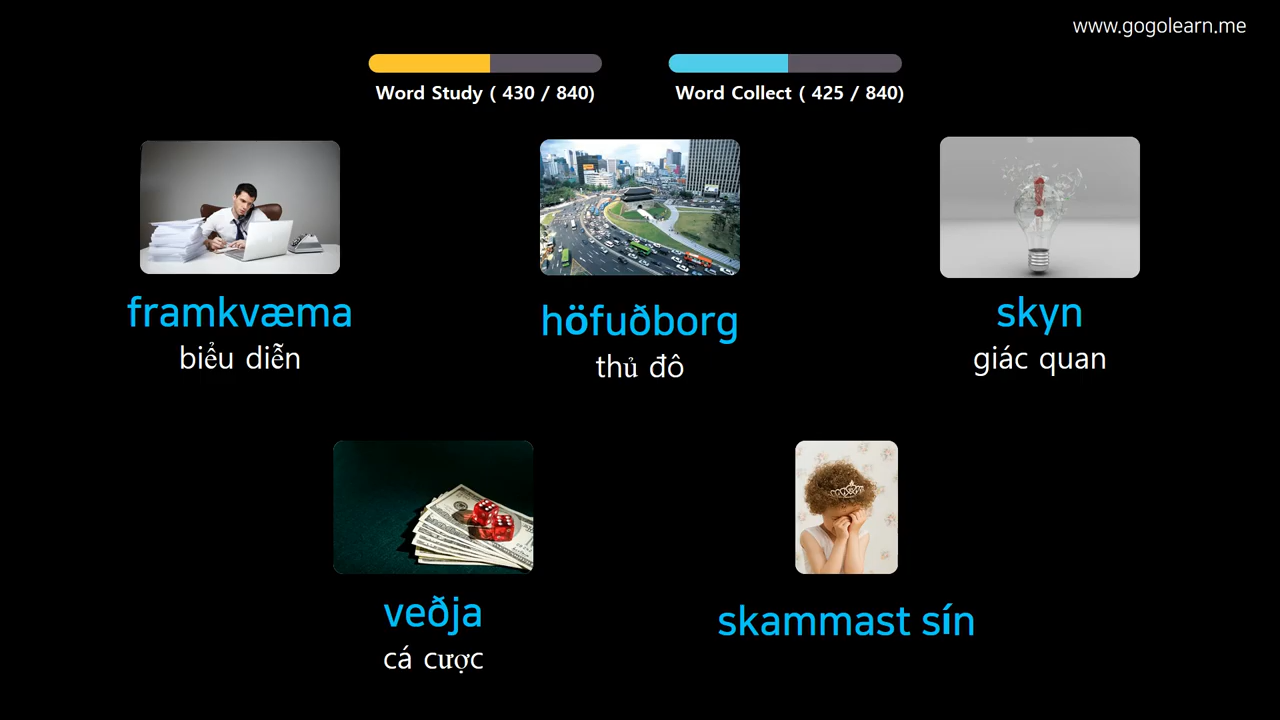 www.gogolearn.me
Word Study ( 430 / 840)
Word Collect ( 425 / 840)
framkvæma
biểu diễn
höfuðborg
thủ đô
skyn
giác quan
veðja
cá cược
skammast sín